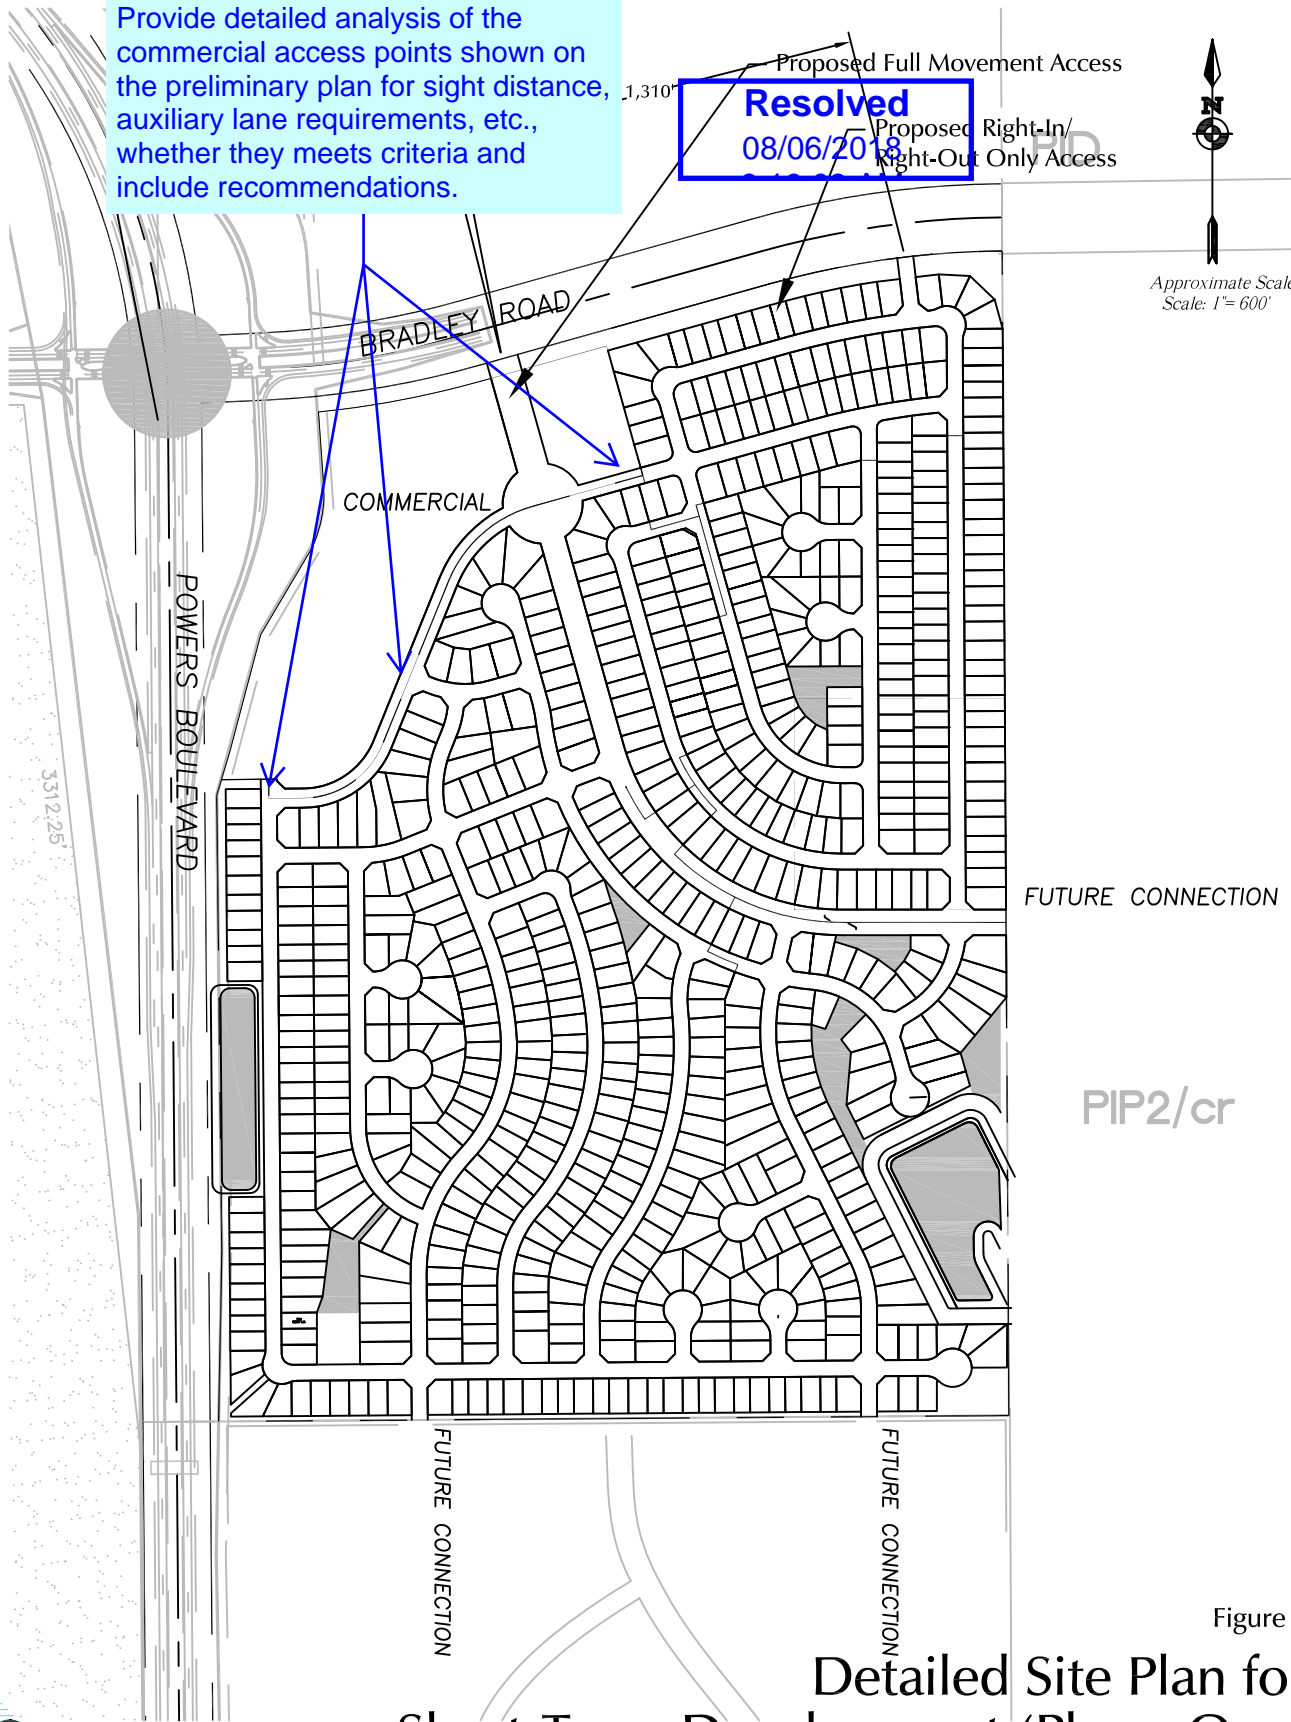 Provide detailed analysis of the
commercial access points shown on
the preliminary plan for sight distance,
auxiliary lane requirements, etc.,
whether they meets criteria and
include recommendations.
1,310'
Proposed Full Movement Access
Resolved
08/06/2018
Proposed Right-In/
Right-Out Only Access
PID
N
Approximate Scale
Scale: 1"= 600'
BRADLEY ROAD
COMMERCIAL
POWERS BOULEVARD
3312.25'
FUTURE CONNECTION
PIP2/cr
FUTURE CONNECTION
FUTURE CONNECTION
Figure
Detailed Site Plan fo